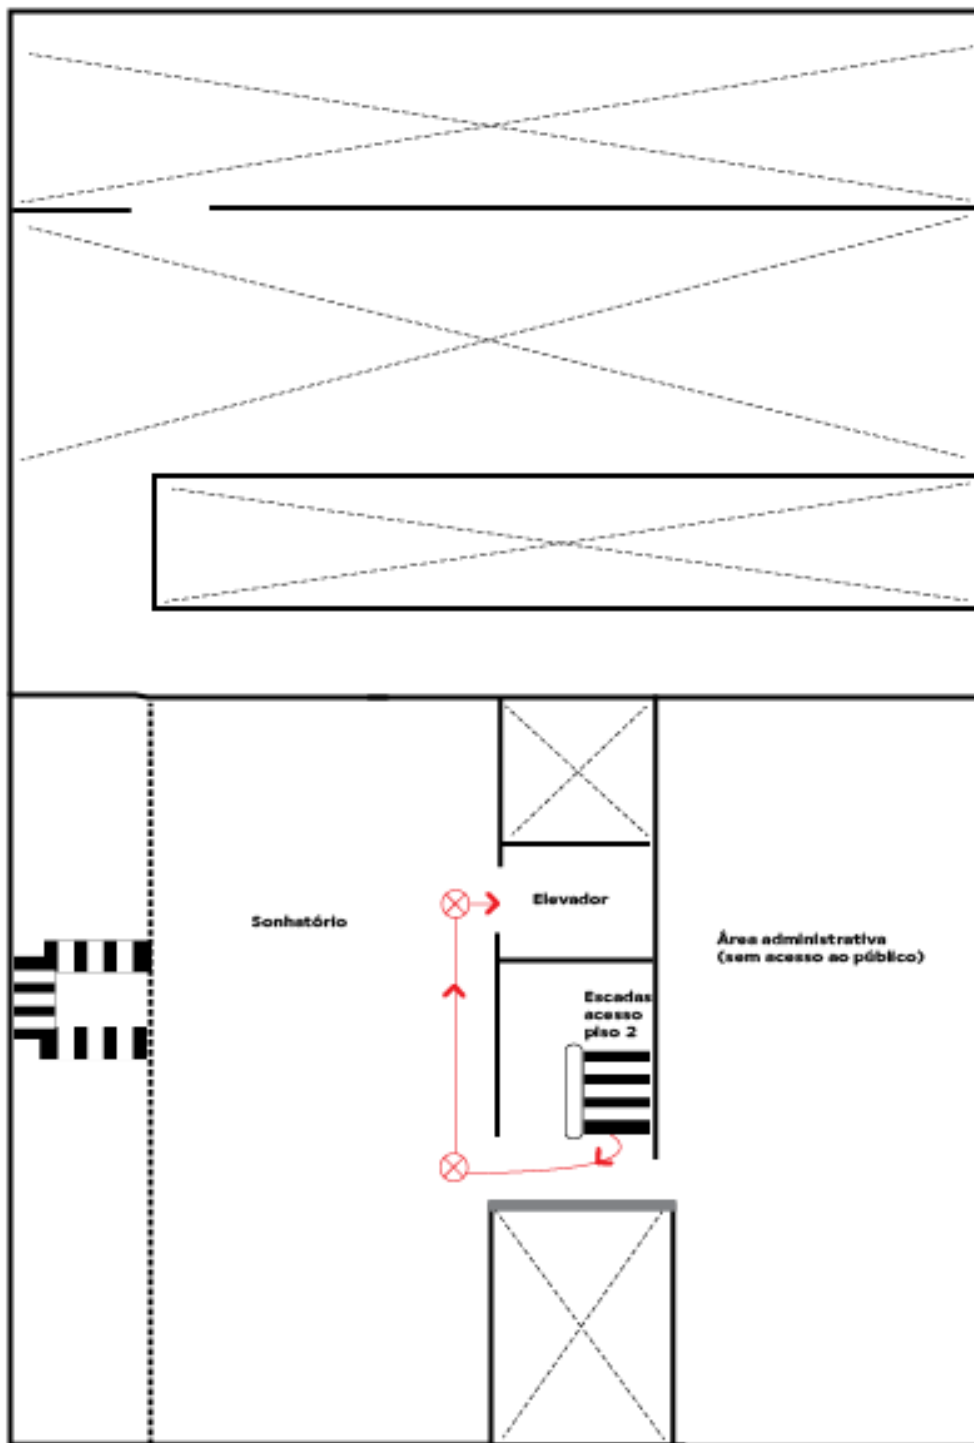 Elevador
Sonhatório
Área administrativa
(sem acesso ao público)
Escadas
acesso
piso 2